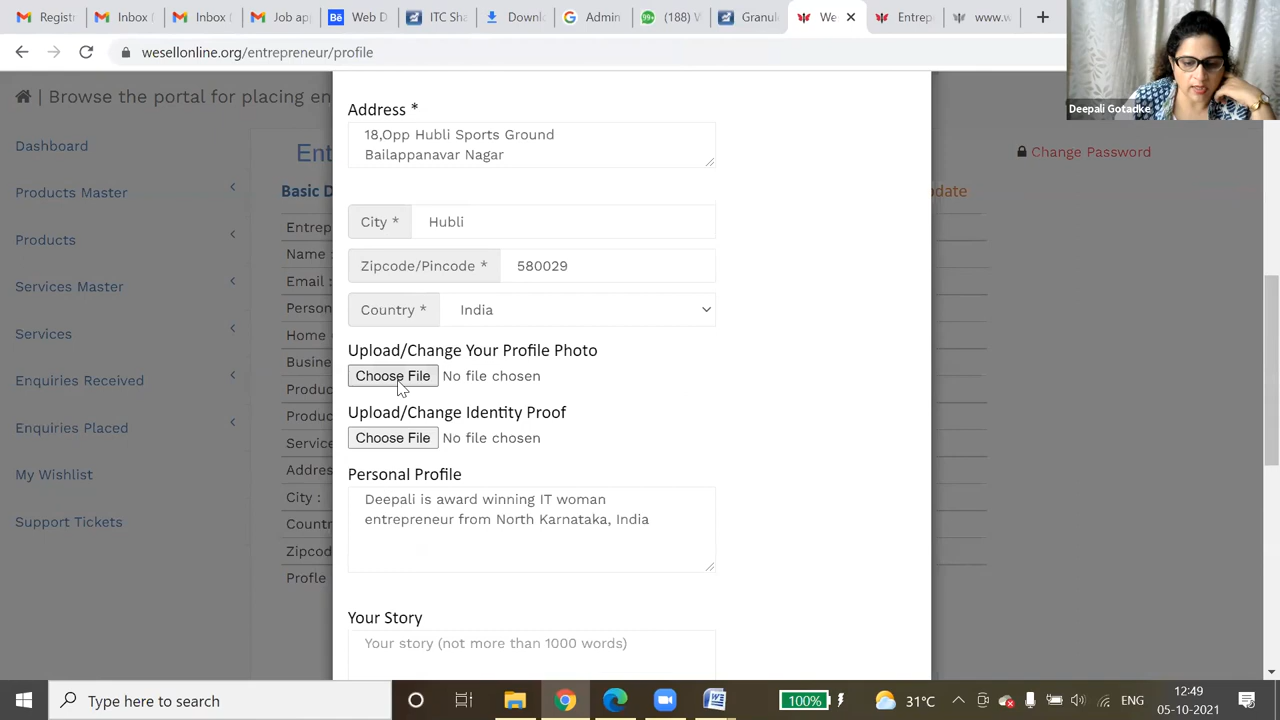 Registr
Inbox (
Inbox (
Job ap
Web D
ITC Sh
Downl
Admin
(188) W
Granul
We
Entrep
www.w
wesellonline.org/entrepreneur/profile
| Browse the portal for placing en
Deepali Gotadke
Dashboard
Products Master
Products
Services Master
Services
Enquiries Received
Enquiries Placed
My Wishlist
Support Tickets
Ent
Basic D
Entrep
Name :
Email :
Person
Home
Busine
Produc
Produc
Service
Addres
City :
Countr
Zipcod
Profle
Address *
18,Opp Hubli Sports Ground
Bailappanavar Nagar
City * Hubli
Zipcode/Pincode * 580029
Country * India
Upload/Change Your Profile Photo
Choose File No file chosen
Upload/Change Identity Proof
Choose File No file chosen
Personal Profile
Deepali is award winning IT woman
entrepreneur from North Karnataka, India
Your Story
Your story (not more than 1000 words)
Change Password
date
Type here to search
100%
31°C
ENG
12:49
05-10-2021